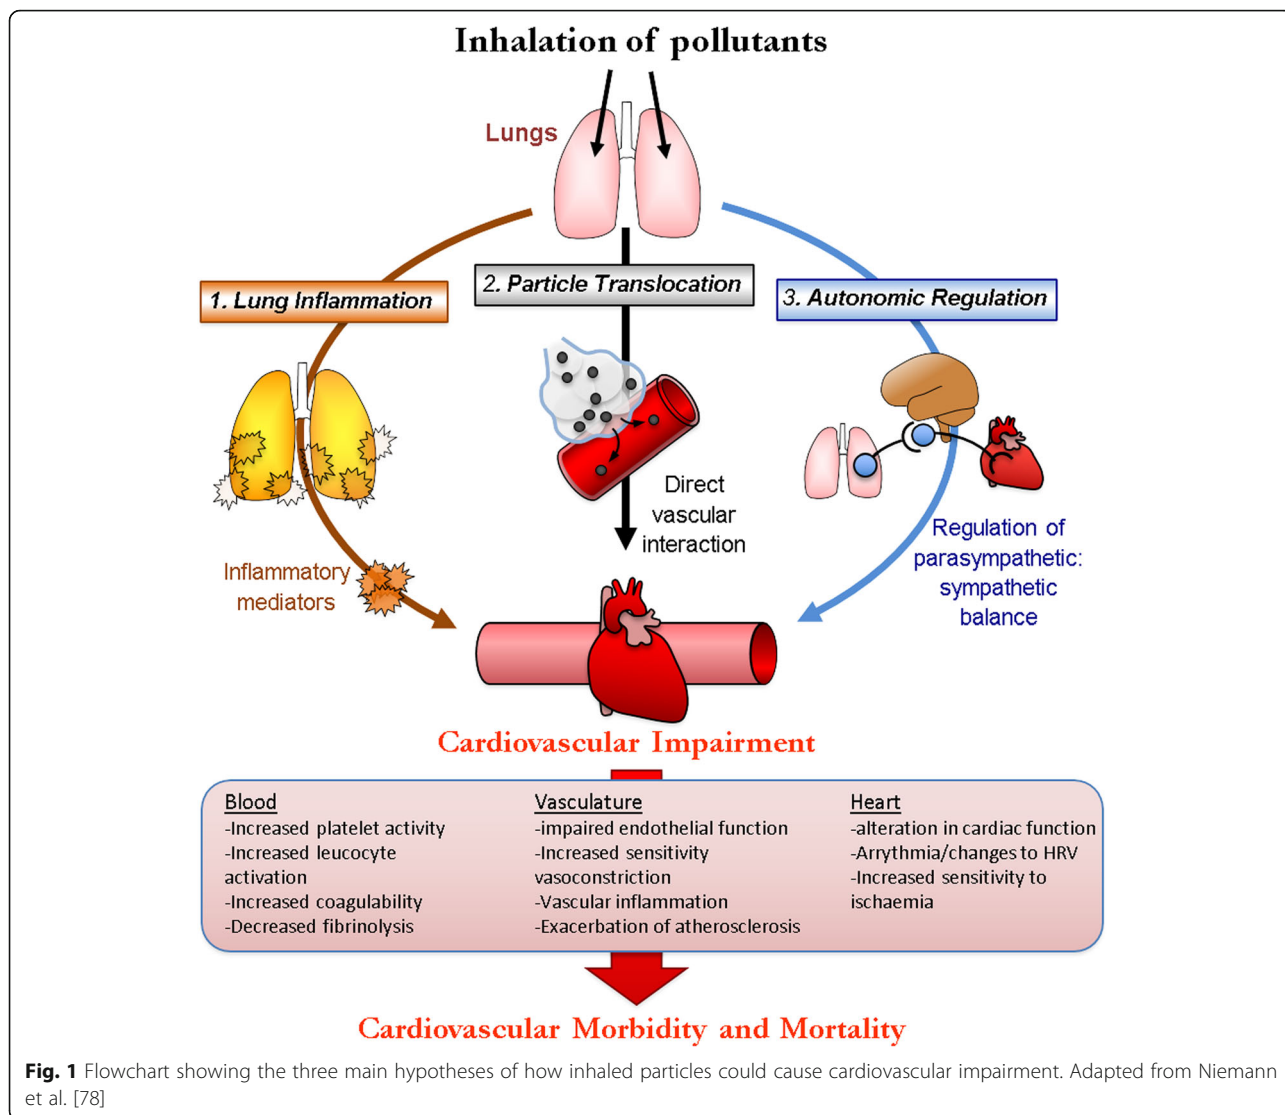 Inhalation of pollutants
Lungs
1. Lung Inflammation
2. Particle Translocation
3. Autonomic Regulation
Direct
vascular
interaction
Inflammatory
mediators
Regulation of
parasympathetic:
sympathetic
balance
Cardiovascular Impairment
Blood
-Increased platelet activity
-Increased leucocyte
activation
-Increased coagulability
-Decreased fibrinolysis
Vasculature
-impaired endothelial function
-Increased sensitivity
vasoconstriction
-Vascular inflammation
-Exacerbation of atherosclerosis
Heart
-alteration in cardiac function
-Arrythmia/changes to HRV
-Increased sensitivity to
ischaemia
Cardiovascular Morbidity and Mortality
Fig. 1 Flowchart showing the three main hypotheses of how inhaled particles could cause cardiovascular impairment. Adapted from Niemann
et al. [78]